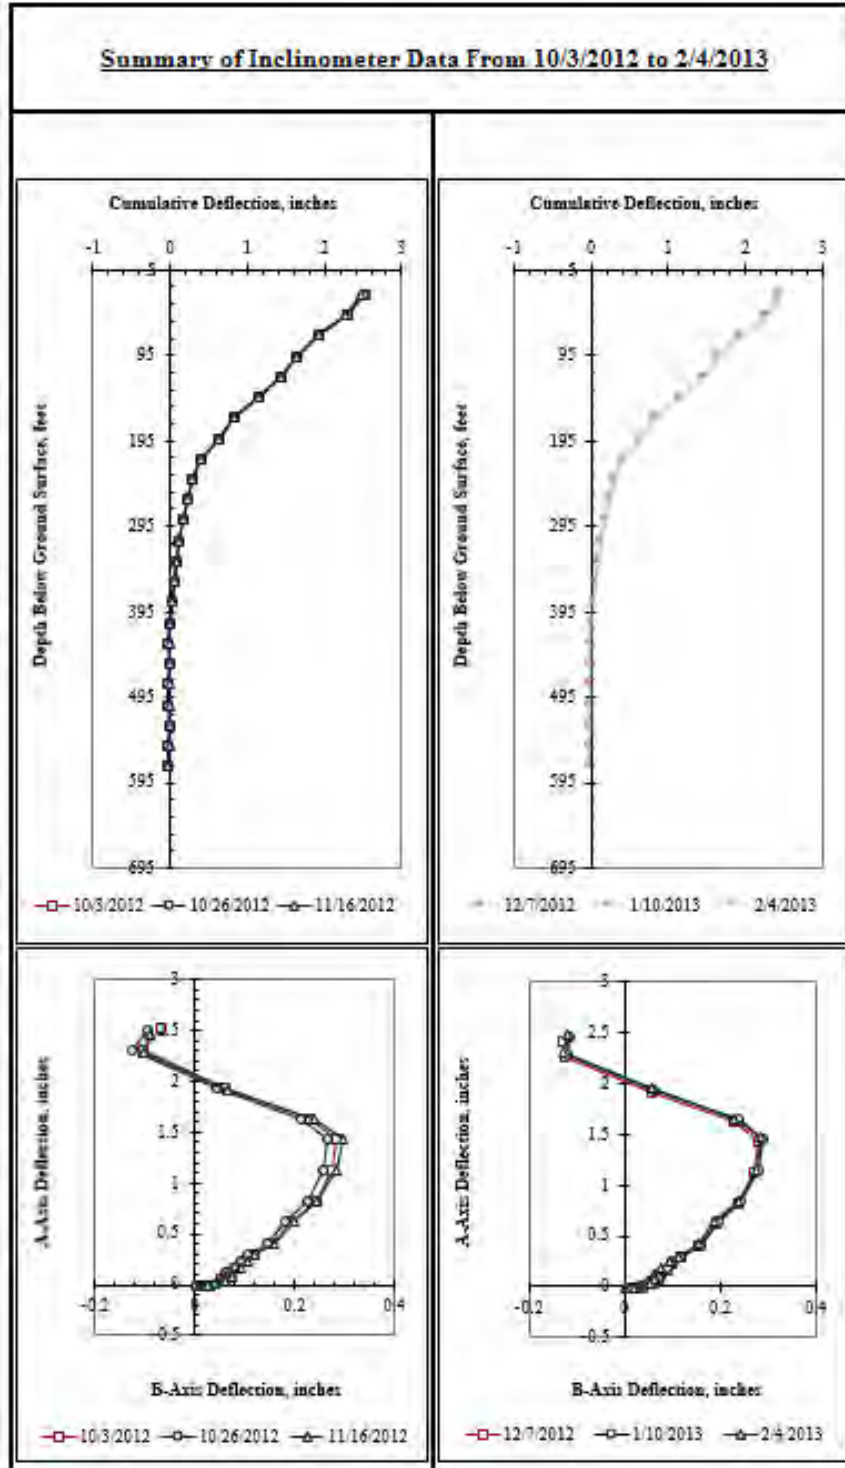 Summary of Inclinometer Data From 10/3/2012 to 2/4/2013
Cumulative Deflection, inches
-1 0 1 2 3
5
95
195
295
395
495
595
695
Depth Below Ground Surface, feet
10/3/2012 10/26/2012 11/16/2012
Cumulative Deflection, inches
-1 0 1 2 3
5
95
195
295
395
495
595
695
Depth Below Ground Surface, feet
12/7/2012 1/10/2013 2/4/2013
A-Axis Deflection, inches
3
2.5
2
1.5
1
0.5
0
-0.5
-0.2 0 0.2 0.4
B-Axis Deflection, inches
10/3/2012 10/26/2012 11/16/2012
A-Axis Deflection, inches
3
2.5
2
1.5
1
0.5
0
-0.5
-0.2 0 0.2 0.4
B-Axis Deflection, inches
12/7/2012 1/10/2013 2/4/2013